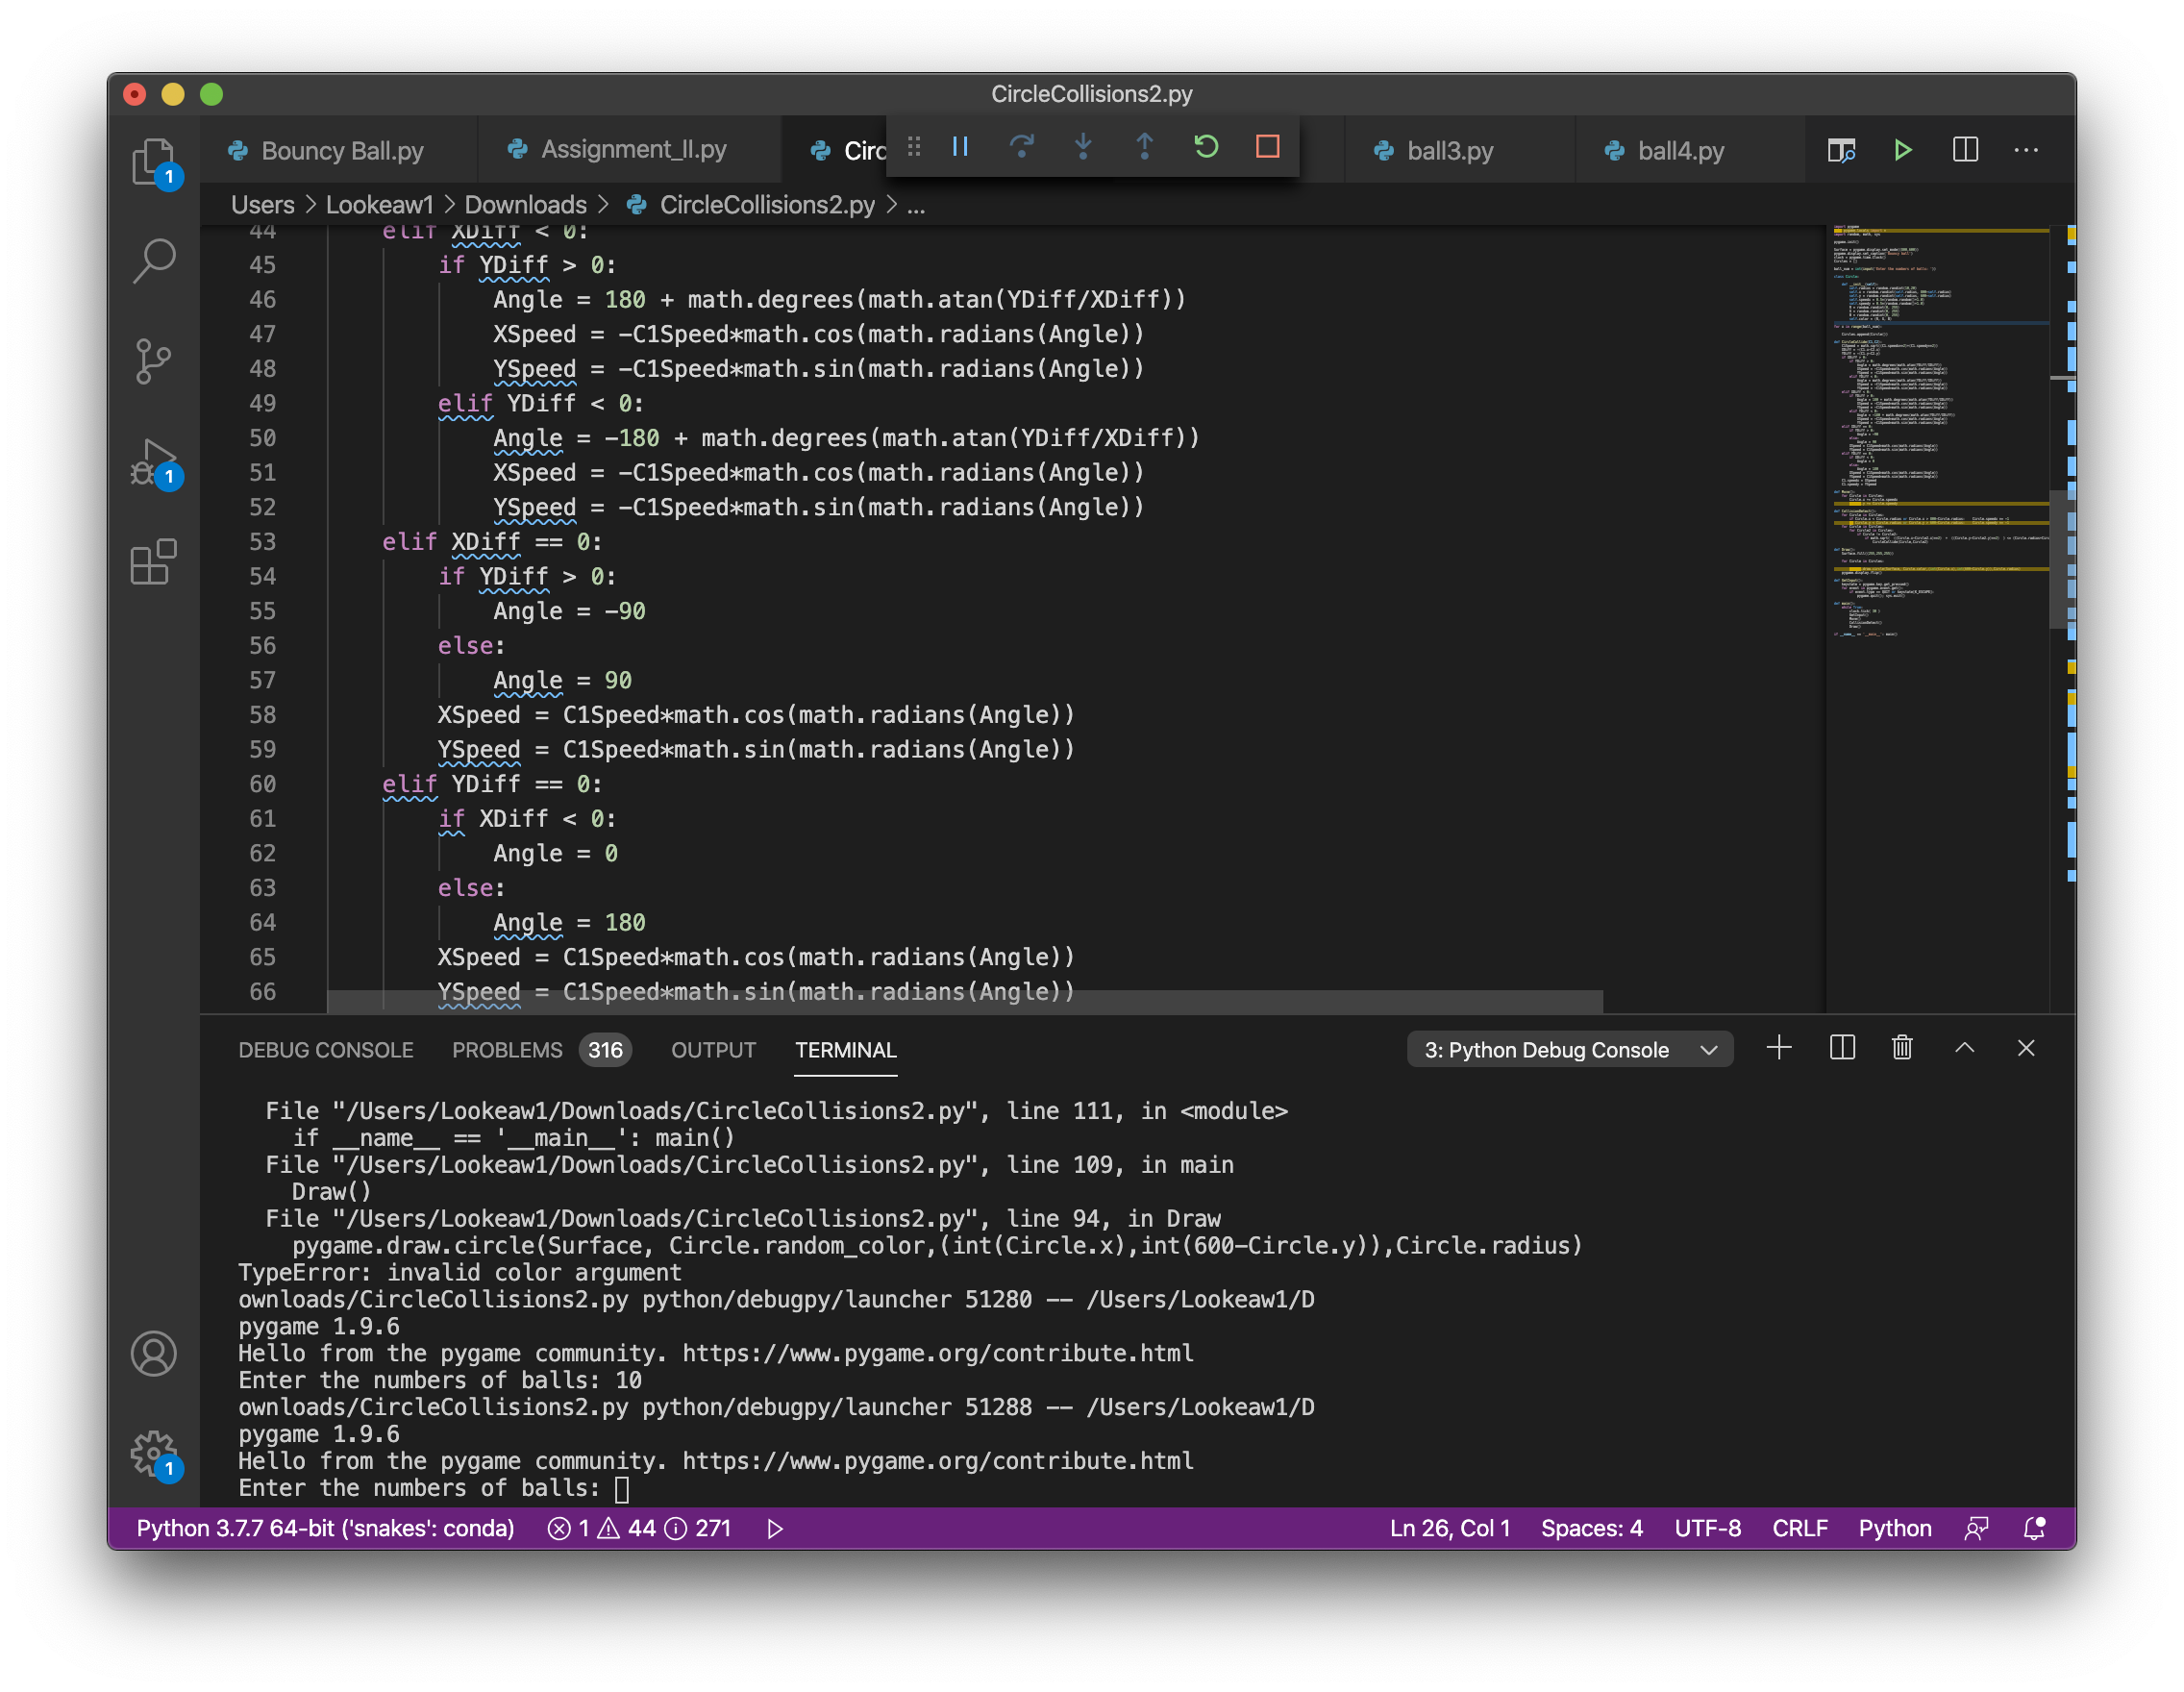 CircleCollisions2.py
Bouncy Ball.py
Assignment_II.py
Circ
ball3.py
ball4.py
Users > Lookeaw1 > Downloads > CircleCollisions2.py > ...
44 elif XDiff < 0:
45 if YDiff > 0:
46 Angle = 180 + math.degrees(math.atan(YDiff/XDiff))
47 XSpeed = -C1Speed*math.cos(math.radians(Angle))
48 YSpeed = -C1Speed*math.sin(math.radians(Angle))
49 elif YDiff < 0:
50 Angle = -180 + math.degrees(math.atan(YDiff/XDiff))
51 XSpeed = -C1Speed*math.cos(math.radians(Angle))
52 YSpeed = -C1Speed*math.sin(math.radians(Angle))
53 elif XDiff == 0:
54 if YDiff > 0:
55 Angle = -90
56 else:
57 Angle = 90
58 XSpeed = C1Speed*math.cos(math.radians(Angle))
59 YSpeed = C1Speed*math.sin(math.radians(Angle))
60 elif YDiff == 0:
61 if XDiff < 0:
62 Angle = 0
63 else:
64 Angle = 180
65 XSpeed = C1Speed*math.cos(math.radians(Angle))
66 YSpeed = C1Speed*math.sin(math.radians(Angle))
1
1
1
DEBUG CONSOLE PROBLEMS 316 OUTPUT TERMINAL 3: Python Debug Console
File "/Users/Lookeaw1/Downloads/CircleCollisions2.py", line 111, in <module>
if __name__ == '__main__': main()
File "/Users/Lookeaw1/Downloads/CircleCollisions2.py", line 109, in main
Draw()
File "/Users/Lookeaw1/Downloads/CircleCollisions2.py", line 94, in Draw
pygame.draw.circle(Surface, Circle.random_color,(int(Circle.x),int(600-Circle.y)),Circle.radius)
TypeError: invalid color argument
ownloads/CircleCollisions2.py python/debugpy/launcher 51280 -- /Users/Lookeaw1/D
pygame 1.9.6
Hello from the pygame community. https://www.pygame.org/contribute.html
Enter the numbers of balls: 10
ownloads/CircleCollisions2.py python/debugpy/launcher 51288 -- /Users/Lookeaw1/D
pygame 1.9.6
Hello from the pygame community. https://www.pygame.org/contribute.html
Enter the numbers of balls:
Python 3.7.7 64-bit ('snakes': conda) 1 44 271 Ln 26, Col 1 Spaces: 4 UTF-8 CRLF Python